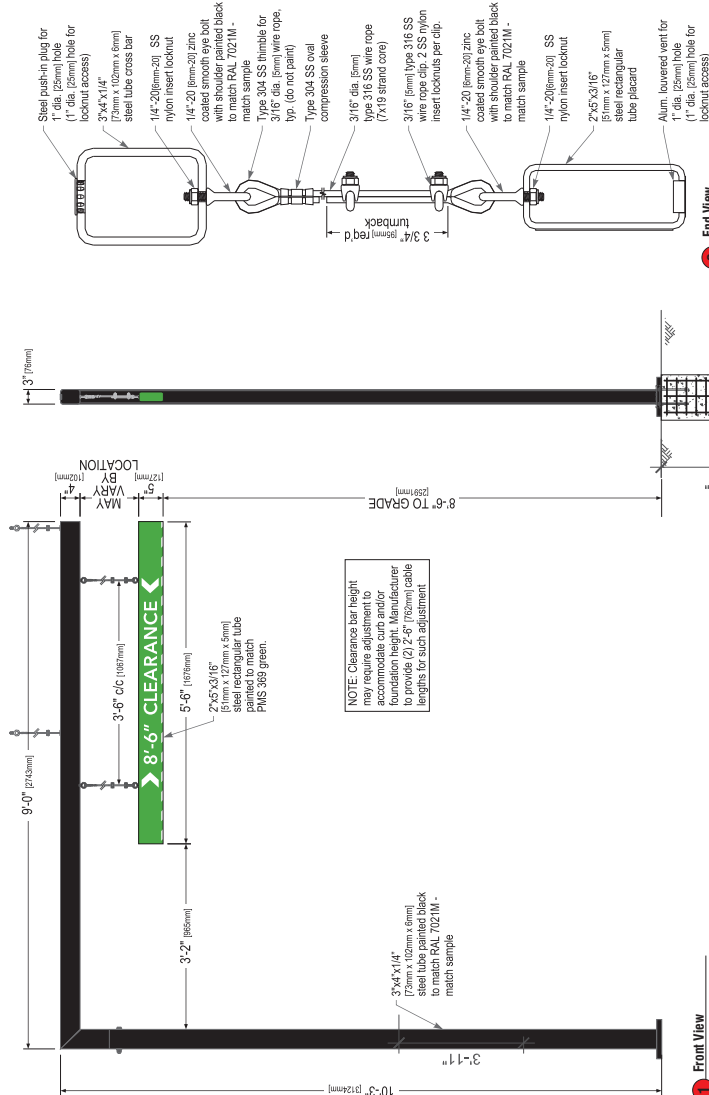 9'-0" [2743mm]
3'-6" c/c [1067mm]
8'-6" CLEARANCE
5'-6" [1676mm]
3'-2" [965mm]
2"x5"x3/16"
[51mm x 127mm x 5mm]
steel rectangular tube
painted to match
PMS 369 green.
4" [102mm]
MAY
VARY
BY
LOCATION
5" [127mm]
8'-6" TO GRADE
[2591mm]
10'-3" [3124mm]
3'-11"
3"x4"x1/4"
[73mm x 102mm x 6mm]
steel tube painted black
to match RAL 7021M -
match sample
NOTE: Clearance bar height
may require adjustment to
accommodate curb and/or
foundation height. Manufacturer
to provide (2) 2'-6" [762mm] cable
lengths for such adjustment
1 Front View
3" [76mm]
Steel push-in plug for
1" dia. [25mm] hole
(1" dia. [25mm] hole for
locknut access)
3"x4"x1/4"
[73mm x 102mm x 6mm]
steel tube cross bar
1/4"-20[6mm-20] SS
nylon insert locknut
1/4"-20 [6mm-20] zinc
coated smooth eye bolt
with shoulder painted black
to match RAL 7021M -
match sample
Type 304 SS thimble for
3/16" dia. [5mm] wire rope,
typ. (do not paint)
Type 304 SS oval
compression sleeve
3/16" dia. [5mm]
type 316 SS wire rope
(7x19 strand core)
3/16" [5mm] type 316 SS
wire rope clip. 2 SS nylon
insert locknuts per clip.
1/4"-20 [6mm-20] zinc
coated smooth eye bolt
with shoulder painted black
to match RAL 7021M -
match sample
1/4"-20[6mm-20] SS
nylon insert locknut
2"x5"x3/16"
[51mm x 127mm x 5mm]
steel rectangular
tube placard
Alum. louvered vent for
1" dia. [25mm] hole
(1" dia. [25mm] hole for
locknut access)
3 3/4" [95mm] req'd
turnback
End View